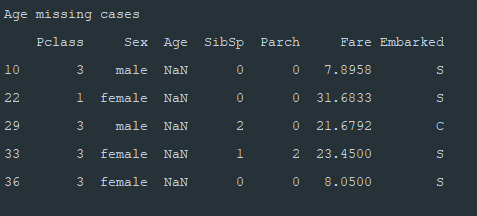 Age missing cases
Pclass Sex Age SibSp Parch Fare Embarked
10 3 male NaN 0 0 7.8958 S
22 1 female NaN 0 0 31.6833 S
29 3 male NaN 2 0 21.6792 C
33 3 female NaN 1 2 23.4500 S
36 3 female NaN 0 0 8.0500 S